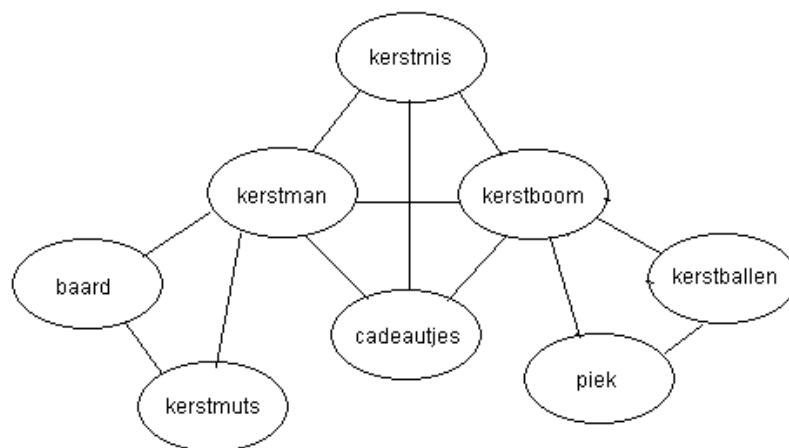 kerstmis
kerstman
kerstboom
baard
kerstballen
cadeautjes
piek
kerstmuts